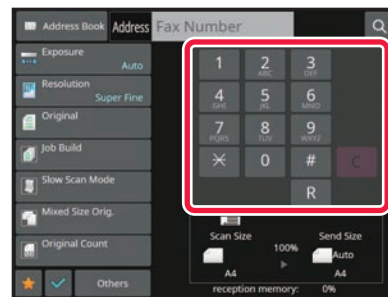 Address Book
Address
Fax Number
Exposure
Auto
Resolution
Super Fine
Original
Job Build
Slow Scan Mode
Mixed Size Orig.
Original Count
Others
1
2
ABC
3
DEF
4
GHI
5
JKL
6
MNO
7
PQRS
8
TUV
9
WXYZ
0
#
C
R
Scan Size
100%
Send Size
Auto
A4
A4
reception memory: 0%